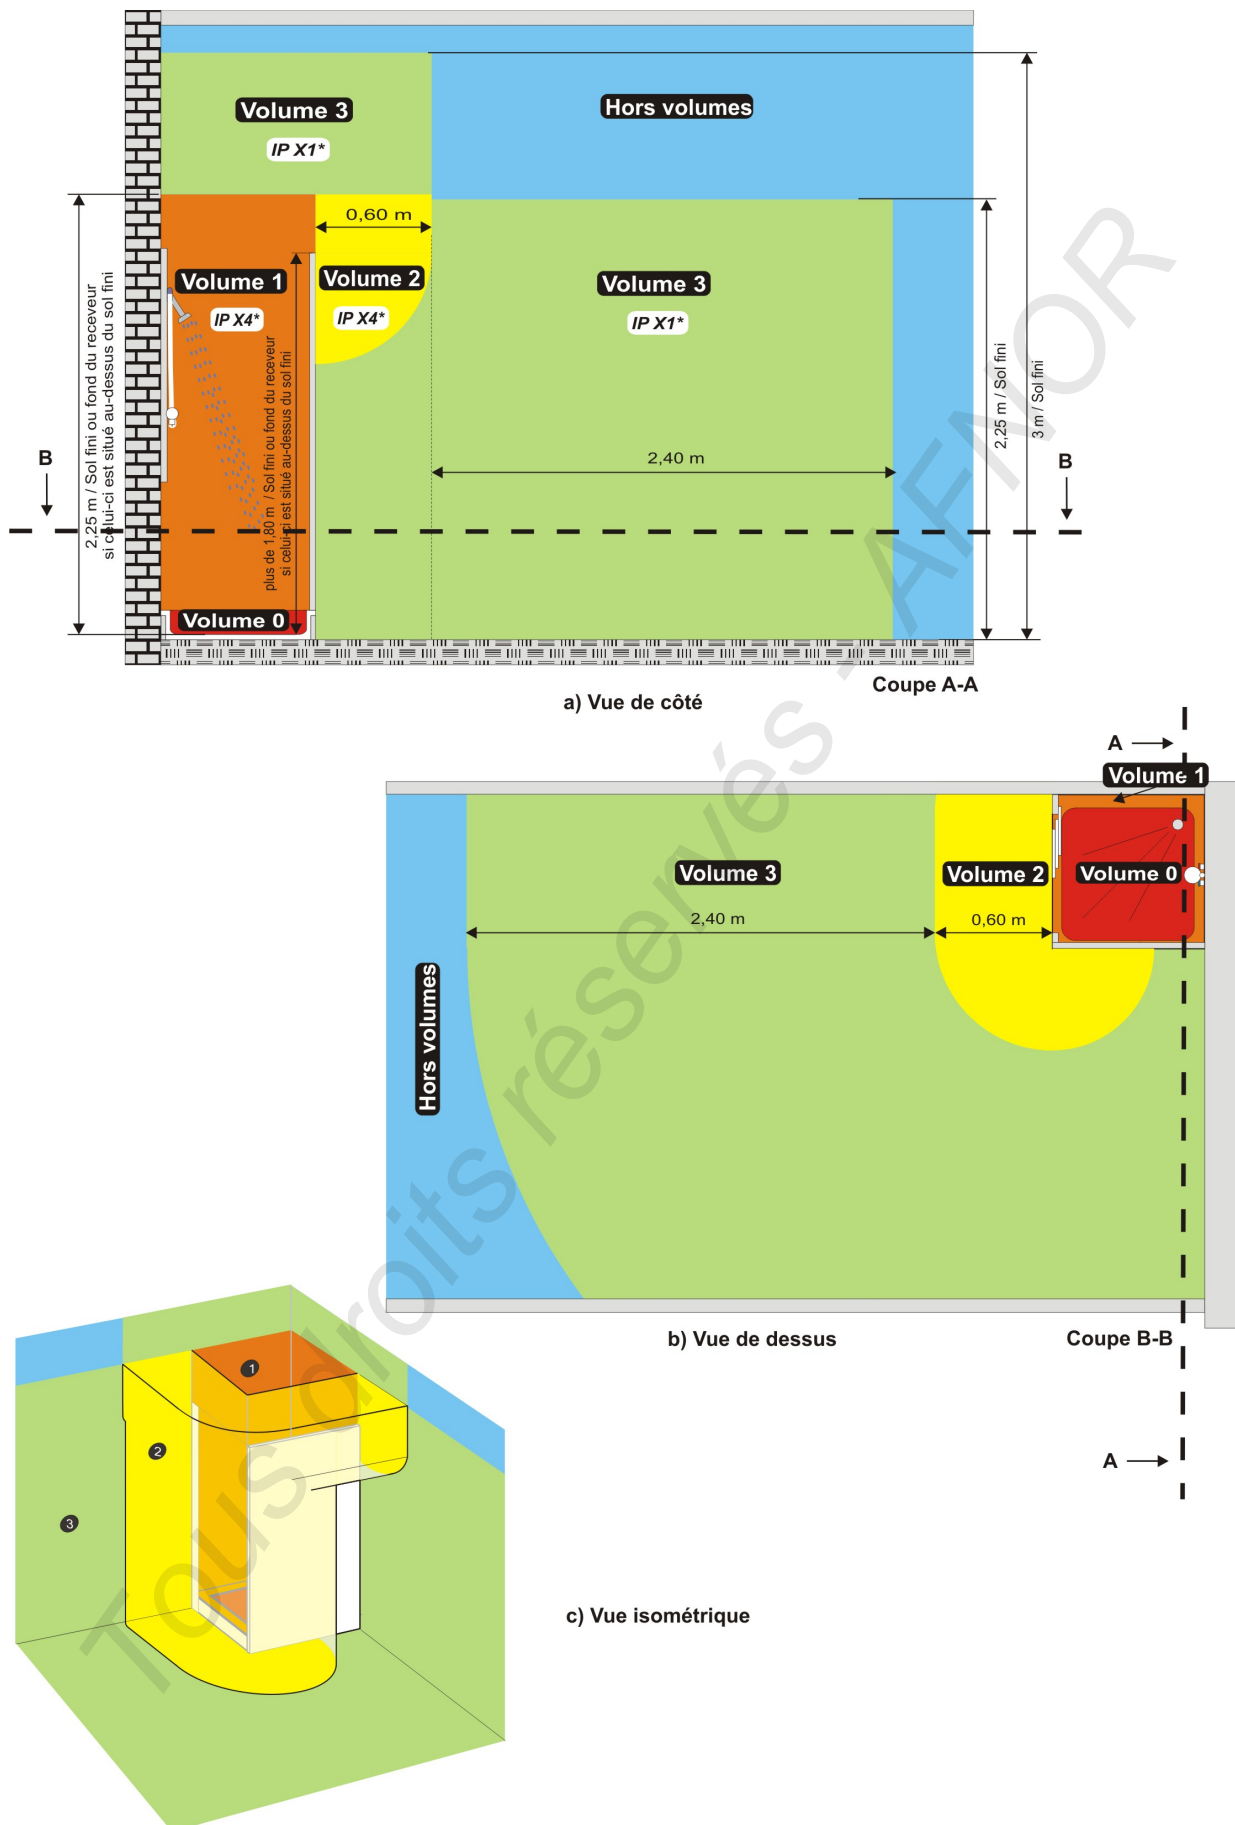 Volume 3
IP X1*
Hors volumes
0,60 m
Volume 1
IP X4*
Volume 2
IP X4*
Volume 3
IP X1*
2,25 m / Sol fini ou fond du receveur
si celui-ci est situé au-dessus du sol fini
plus de 1,80 m / Sol fini ou fond du receveur
si celui-ci est situé au-dessus du sol fini
2,25 m / Sol fini
3 m / Sol fini
2,40 m
B
B
Volume 0
Coupe A-A
a) Vue de côté
A
Volume 1
Volume 3
Volume 2
Volume 0
2,40 m
0,60 m
Hors volumes
b) Vue de dessus
Coupe B-B
A
1
2
3
c) Vue isométrique
Tous droits réservés - AFNOR